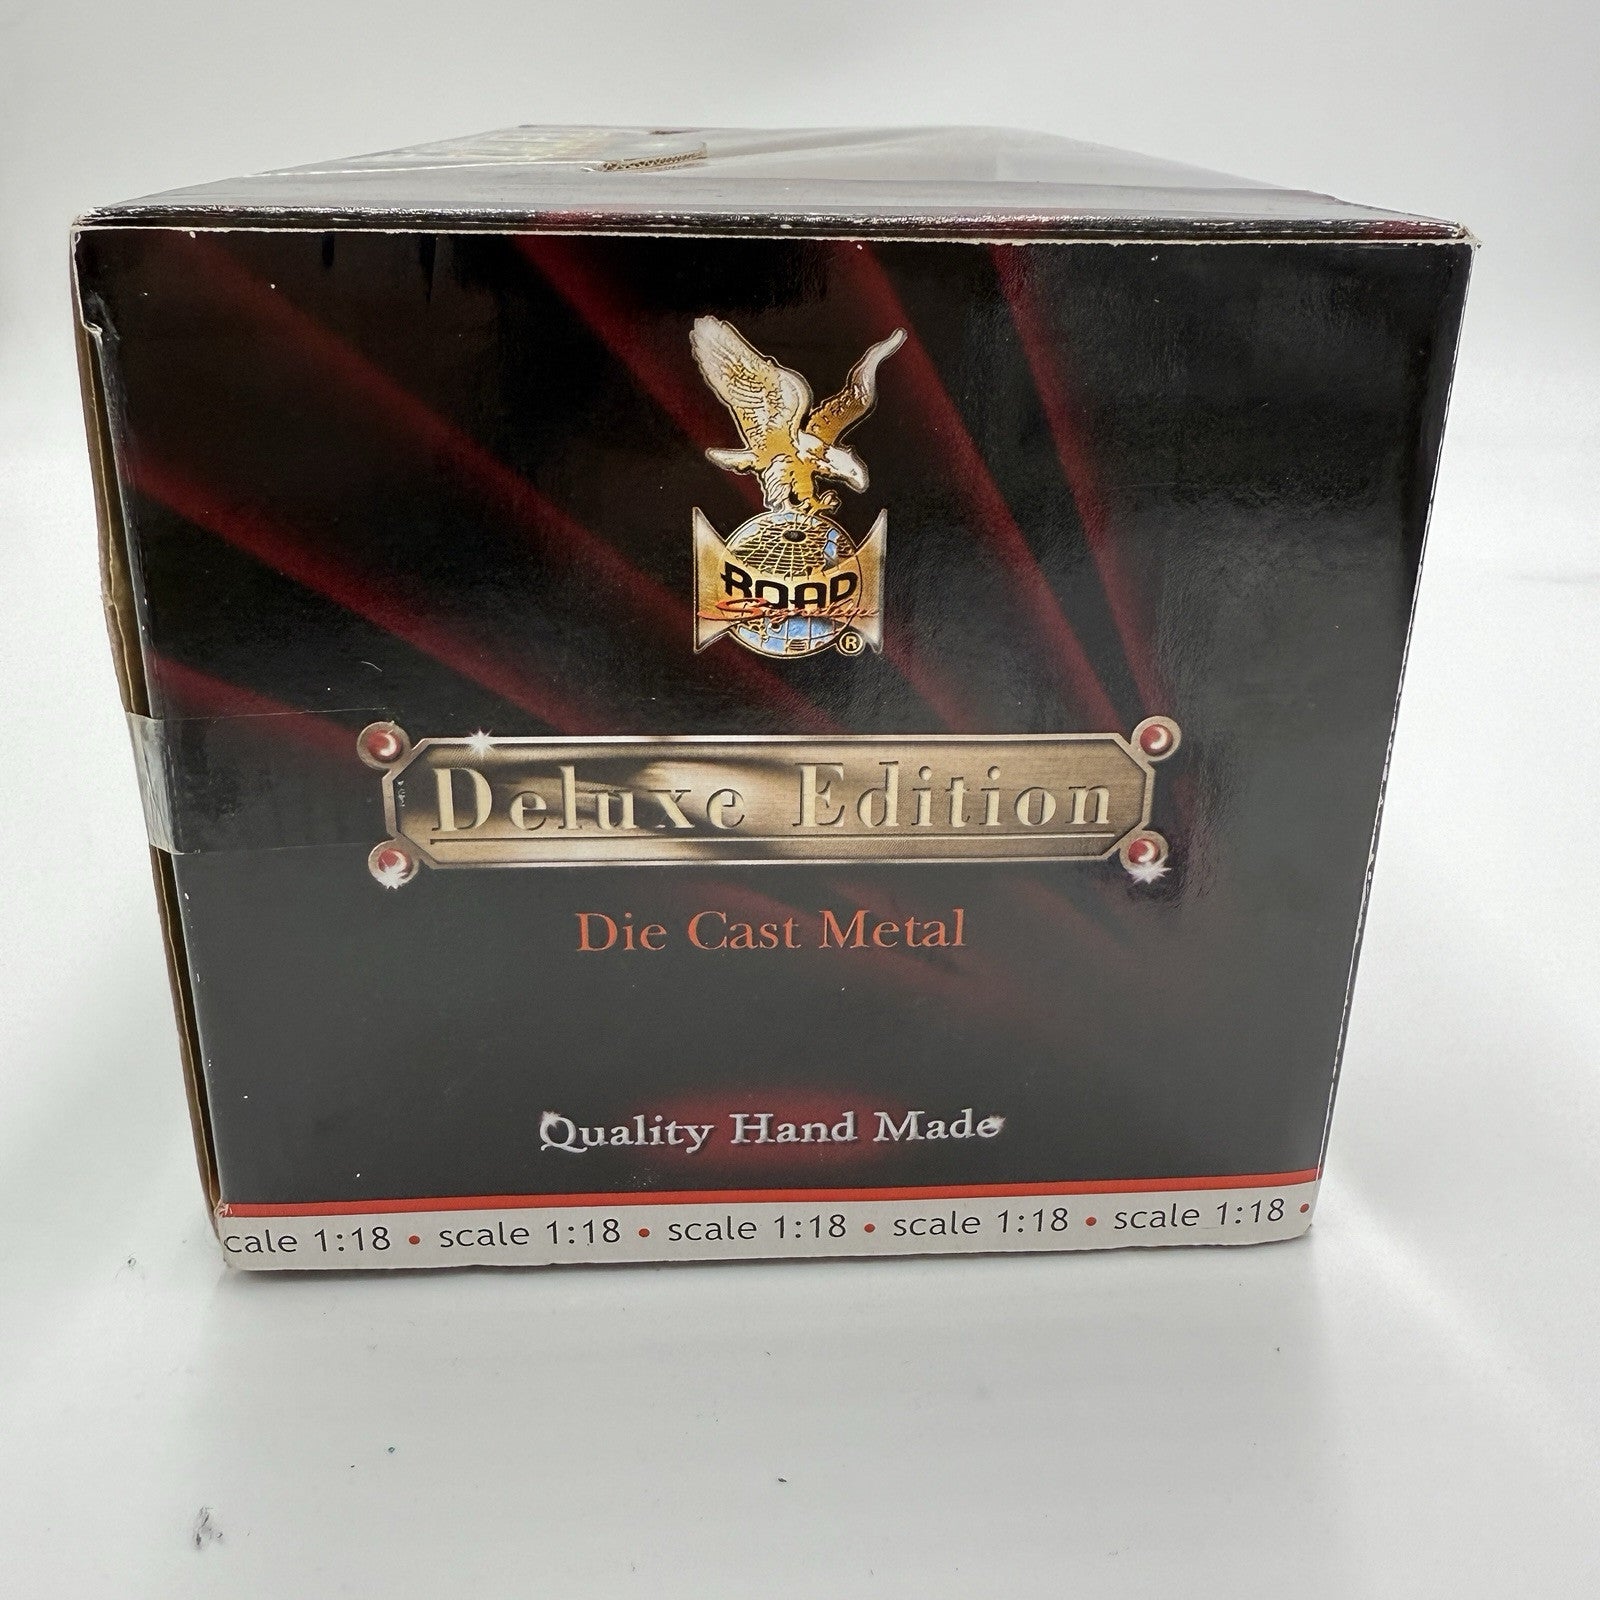 ROAD
Signature
®
Deluxe Edition
Die Cast Metal
Quality Hand Made
cale 1:18 • scale 1:18 • scale 1:18 • scale 1:18 • scale 1:18 •